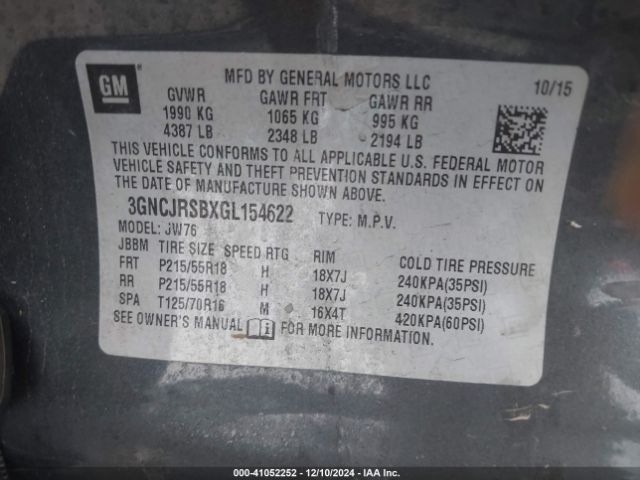 GM
MFD BY GENERAL MOTORS LLC
10/15
GVWR GAWR FRT GAWR RR
1990 KG 1065 KG 995 KG
4387 LB 2348 LB 2194 LB
THIS VEHICLE CONFORMS TO ALL APPLICABLE U.S. FEDERAL MOTOR
VEHICLE SAFETY AND THEFT PREVENTION STANDARDS IN EFFECT ON
THE DATE OF MANUFACTURE SHOWN ABOVE.
3GNCJRSBXGL154622 TYPE: M.P.V.
MODEL: JW76
JBBM TIRE SIZE SPEED RTG RIM COLD TIRE PRESSURE
FRT P215/55R18 H 18X7J 240KPA(35PSI)
RR P215/55R18 H 18X7J 240KPA(35PSI)
SPA T125/70R16 M 16X4T 420KPA(60PSI)
SEE OWNER'S MANUAL i FOR MORE INFORMATION.
000-41052252 - 12/10/2024 - IAA Inc.